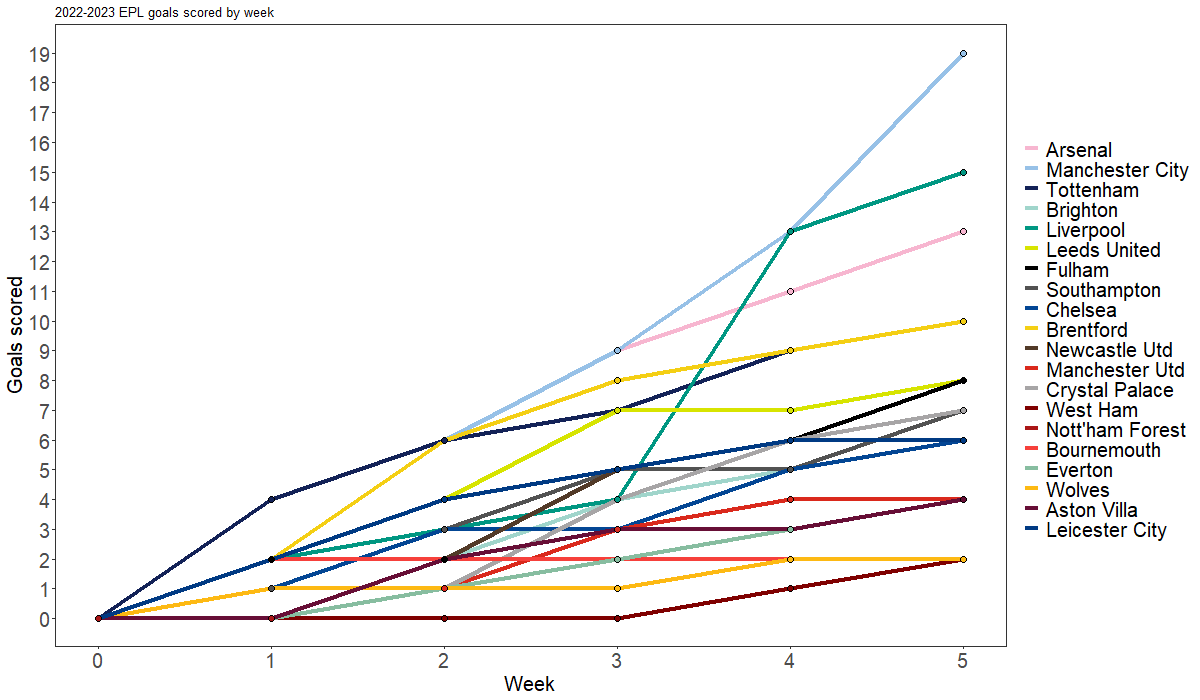 2022-2023 EPL goals scored by week
19
18
17
16
15
14
13
12
11
10
9
8
7
6
5
4
3
2
1
0
Goals scored
0 1 2 3 4 5
Week
Arsenal
Manchester City
Tottenham
Brighton
Liverpool
Leeds United
Fulham
Southampton
Chelsea
Brentford
Newcastle Utd
Manchester Utd
Crystal Palace
West Ham
Nott'ham Forest
Bournemouth
Everton
Wolves
Aston Villa
Leicester City